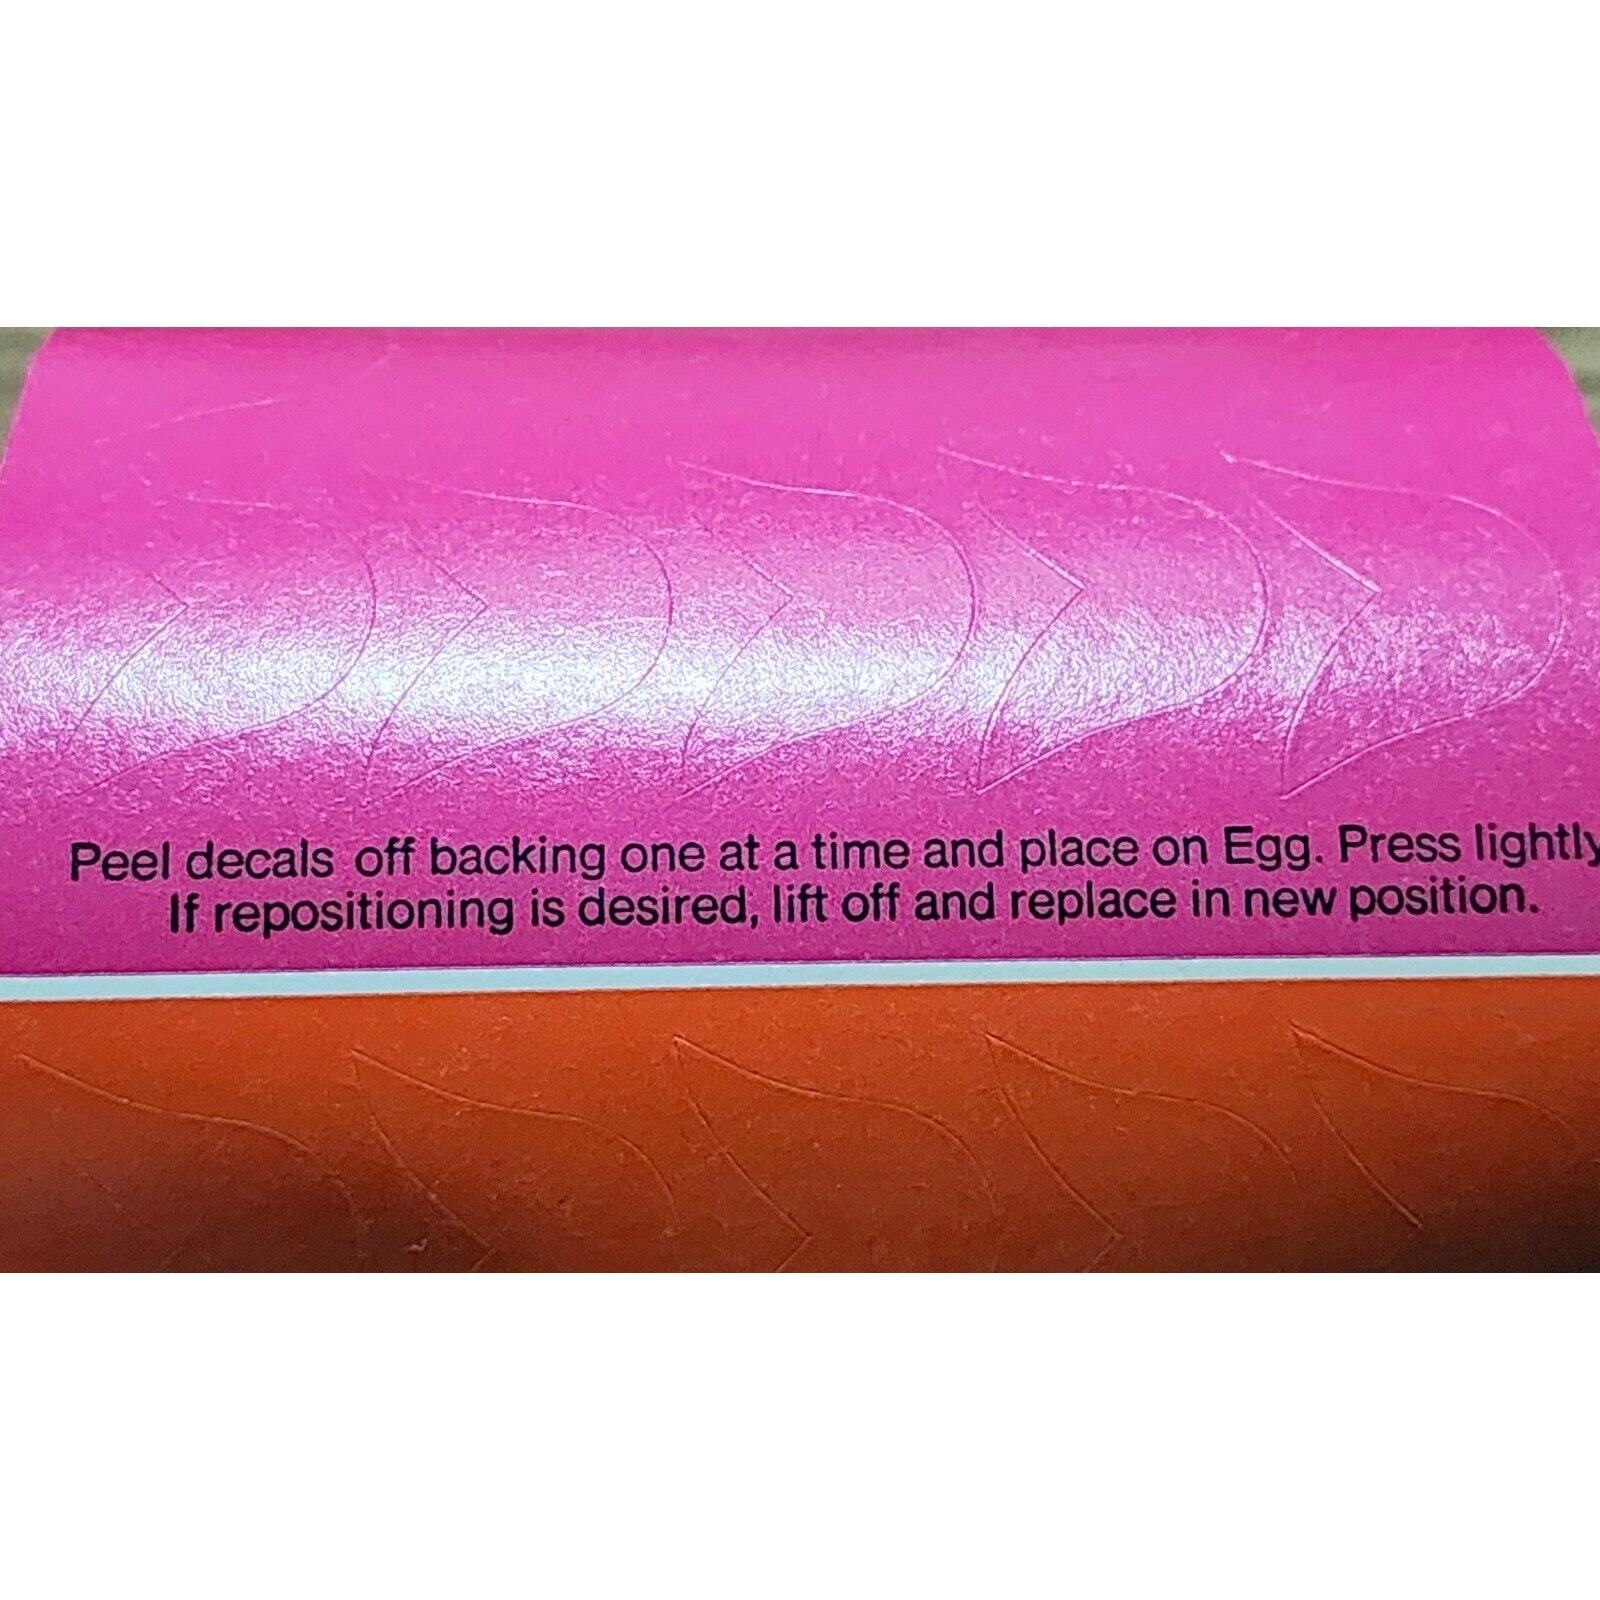 Peel decals off backing one at a time and place on Egg. Press lightly
If repositioning is desired, lift off and replace in new position.